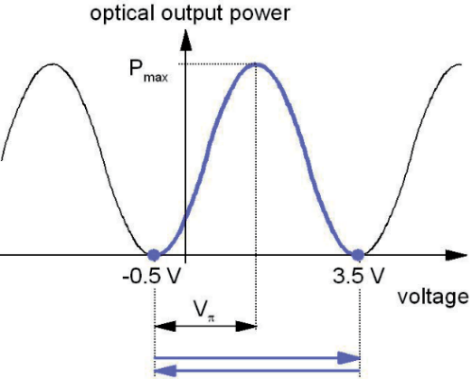 optical output power
Pmax
-0.5 V
3.5 V
voltage
Vπ